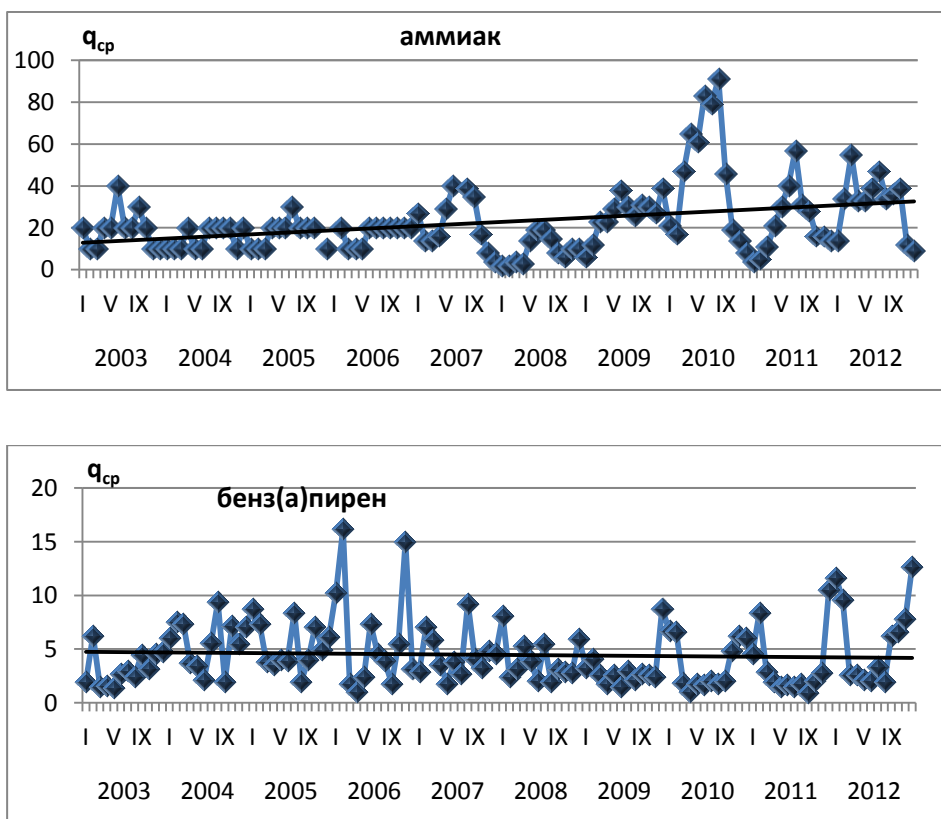 q_ср аммиак
100
80
60
40
20
0
I V IX I V IX I V IX I V IX I V IX I V IX I V IX I V IX I V IX I V IX
2003 2004 2005 2006 2007 2008 2009 2010 2011 2012
q_ср
бенз(а)пирен
20
15
10
5
0
I V IX I V IX I V IX I V IX I V IX I V IX I V IX I V IX I V IX I V IX
2003 2004 2005 2006 2007 2008 2009 2010 2011 2012